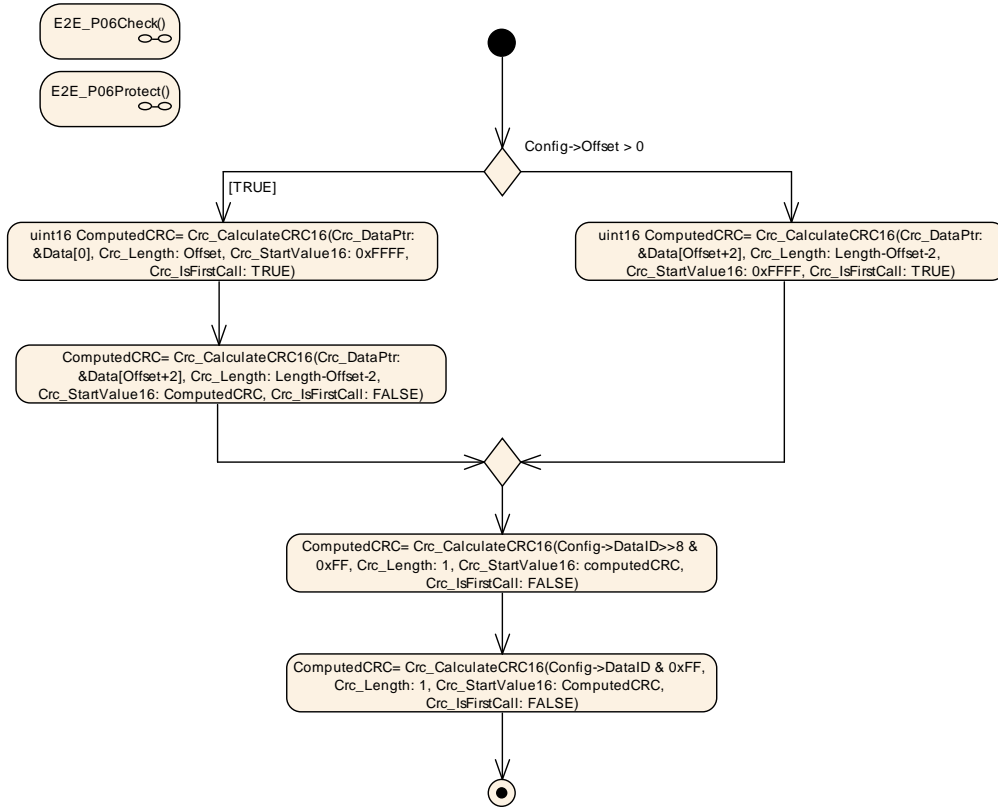 E2E_P06Check()
E2E_P06Protect()
Config->Offset > 0
[TRUE]
uint16 ComputedCRC= Crc_CalculateCRC16(Crc_DataPtr:
&Data[0], Crc_Length: Offset, Crc_StartValue16: 0xFFFF,
Crc_IsFirstCall: TRUE)
uint16 ComputedCRC= Crc_CalculateCRC16(Crc_DataPtr:
&Data[Offset+2], Crc_Length: Length-Offset-2,
Crc_StartValue16: 0xFFFF, Crc_IsFirstCall: TRUE)
ComputedCRC= Crc_CalculateCRC16(Crc_DataPtr:
&Data[Offset+2], Crc_Length: Length-Offset-2,
Crc_StartValue16: ComputedCRC, Crc_IsFirstCall: FALSE)
ComputedCRC= Crc_CalculateCRC16(Config->DataID>>8 &
0xFF, Crc_Length: 1, Crc_StartValue16: computedCRC,
Crc_IsFirstCall: FALSE)
ComputedCRC= Crc_CalculateCRC16(Config->DataID & 0xFF,
Crc_Length: 1, Crc_StartValue16: ComputedCRC,
Crc_IsFirstCall: FALSE)